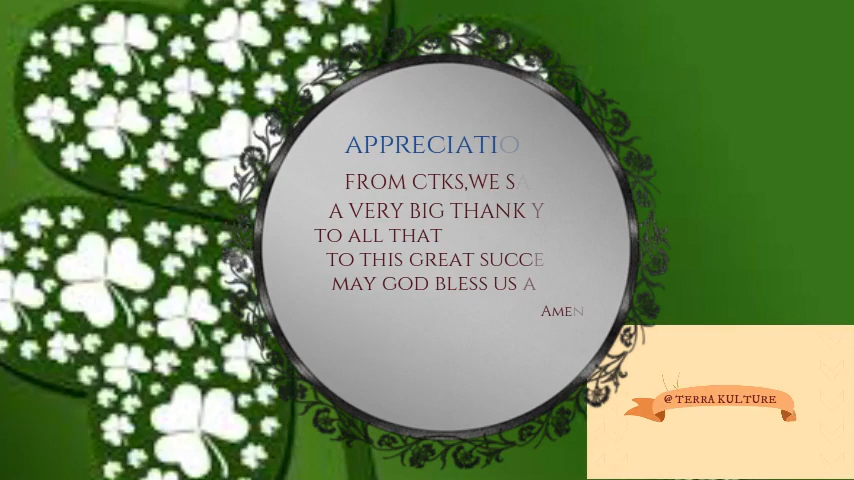 APPRECIATIO
FROM CTKS,WE SA
A VERY BIG THANK Y
TO ALL THAT
TO THIS GREAT SUCCE
MAY GOD BLESS US A
AMEN
@ TERRA KULTURE